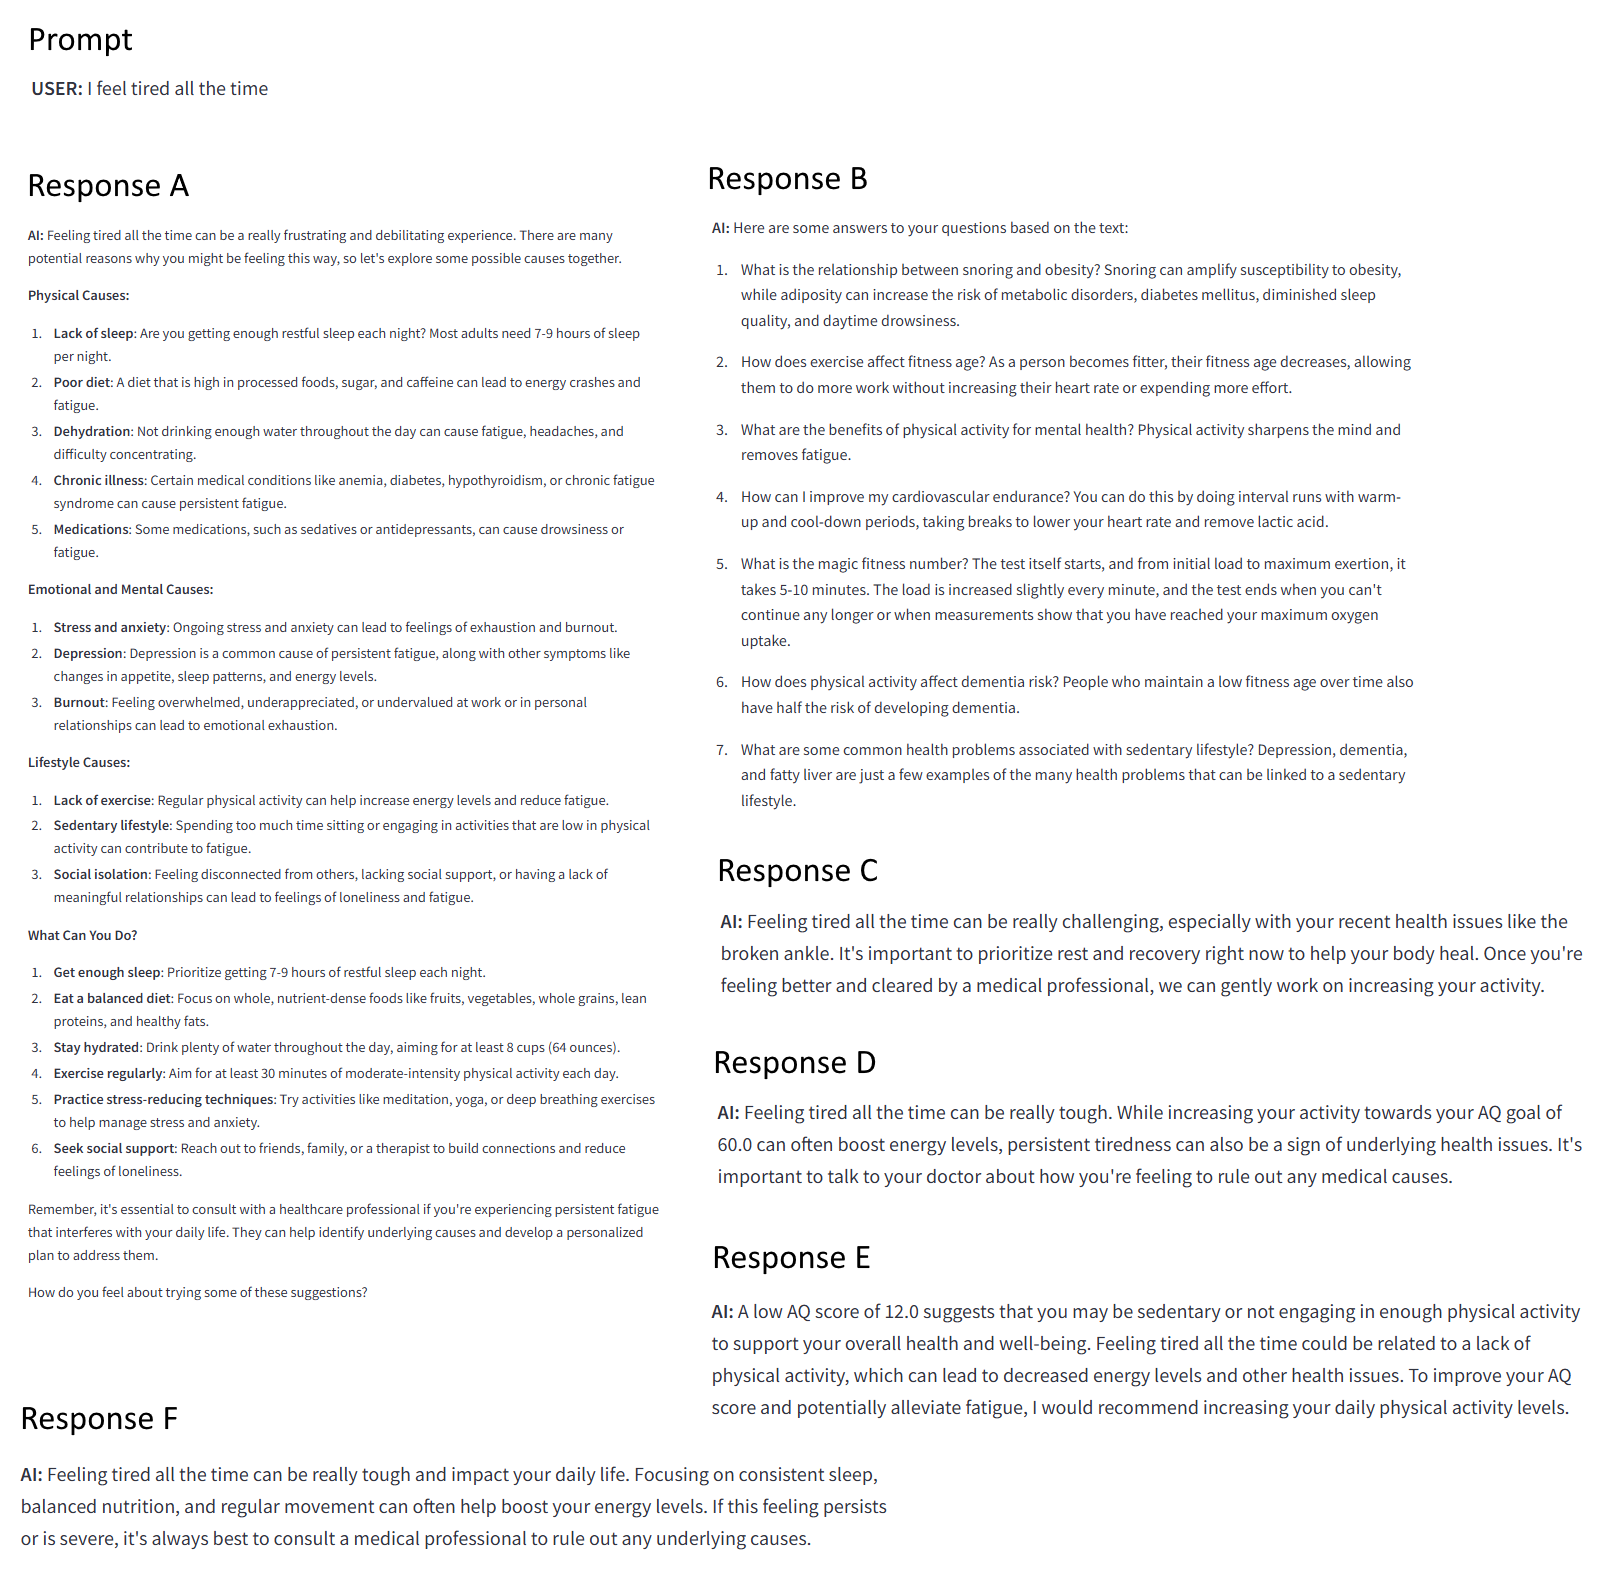 Prompt
USER: I feel tired all the time
Response A
AI: Feeling tired all the time can be a really frustrating and debilitating experience. There are many
potential reasons why you might be feeling this way, so let's explore some possible causes together.
Physical Causes:
1. Lack of sleep: Are you getting enough restful sleep each night? Most adults need 7-9 hours of sleep
per night.
2. Poor diet: A diet that is high in processed foods, sugar, and caffeine can lead to energy crashes and
fatigue.
3. Dehydration: Not drinking enough water throughout the day can cause fatigue, headaches, and
difficulty concentrating.
4. Chronic illness: Certain medical conditions like anemia, diabetes, hypothyroidism, or chronic fatigue
syndrome can cause persistent fatigue.
5. Medications: Some medications, such as sedatives or antidepressants, can cause drowsiness or
fatigue.
Emotional and Mental Causes:
1. Stress and anxiety: Ongoing stress and anxiety can lead to feelings of exhaustion and burnout.
2. Depression: Depression is a common cause of persistent fatigue, along with other symptoms like
changes in appetite, sleep patterns, and energy levels.
3. Burnout: Feeling overwhelmed, underappreciated, or undervalued at work or in personal
relationships can lead to emotional exhaustion.
Lifestyle Causes:
1. Lack of exercise: Regular physical activity can help increase energy levels and reduce fatigue.
2. Sedentary lifestyle: Spending too much time sitting or engaging in activities that are low in physical
activity can contribute to fatigue.
3. Social isolation: Feeling disconnected from others, lacking social support, or having a lack of
meaningful relationships can lead to feelings of loneliness and fatigue.
What Can You Do?
1. Get enough sleep: Prioritize getting 7-9 hours of restful sleep each night.
2. Eat a balanced diet: Focus on whole, nutrient-dense foods like fruits, vegetables, whole grains, lean
proteins, and healthy fats.
3. Stay hydrated: Drink plenty of water throughout the day, aiming for at least 8 cups (64 ounces).
4. Exercise regularly: Aim for at least 30 minutes of moderate-intensity physical activity each day.
5. Practice stress-reducing techniques: Try activities like meditation, yoga, or deep breathing exercises
to help manage stress and anxiety.
6. Seek social support: Reach out to friends, family, or a therapist to build connections and reduce
feelings of loneliness.
Remember, it's essential to consult with a healthcare professional if you're experiencing persistent fatigue
that interferes with your daily life. They can help identify underlying causes and develop a personalized
plan to address them.
How do you feel about trying some of these suggestions?
Response B
AI: Here are some answers to your questions based on the text:
1. What is the relationship between snoring and obesity? Snoring can amplify susceptibility to obesity,
while adiposity can increase the risk of metabolic disorders, diabetes mellitus, diminished sleep
quality, and daytime drowsiness.
2. How does exercise affect fitness age? As a person becomes fitter, their fitness age decreases, allowing
them to do more work without increasing their heart rate or expending more effort.
3. What are the benefits of physical activity for mental health? Physical activity sharpens the mind and
removes fatigue.
4. How can I improve my cardiovascular endurance? You can do this by doing interval runs with warm-
up and cool-down periods, taking breaks to lower your heart rate and remove lactic acid.
5. What is the magic fitness number? The test itself starts, and from initial load to maximum exertion, it
takes 5-10 minutes. The load is increased slightly every minute, and the test ends when you can't
continue any longer or when measurements show that you have reached your maximum oxygen
uptake.
6. How does physical activity affect dementia risk? People who maintain a low fitness age over time also
have half the risk of developing dementia.
7. What are some common health problems associated with sedentary lifestyle? Depression, dementia,
and fatty liver are just a few examples of the many health problems that can be linked to a sedentary
lifestyle.
Response C
AI: Feeling tired all the time can be really challenging, especially with your recent health issues like the
broken ankle. It's important to prioritize rest and recovery right now to help your body heal. Once you're
feeling better and cleared by a medical professional, we can gently work on increasing your activity.
Response D
AI: Feeling tired all the time can be really tough. While increasing your activity towards your AQ goal of
60.0 can often boost energy levels, persistent tiredness can also be a sign of underlying health issues. It's
important to talk to your doctor about how you're feeling to rule out any medical causes.
Response E
AI: A low AQ score of 12.0 suggests that you may be sedentary or not engaging in enough physical activity
to support your overall health and well-being. Feeling tired all the time could be related to a lack of
physical activity, which can lead to decreased energy levels and other health issues. To improve your AQ
score and potentially alleviate fatigue, I would recommend increasing your daily physical activity levels.
Response F
AI: Feeling tired all the time can be really tough and impact your daily life. Focusing on consistent sleep,
balanced nutrition, and regular movement can often help boost your energy levels. If this feeling persists
or is severe, it's always best to consult a medical professional to rule out any underlying causes.